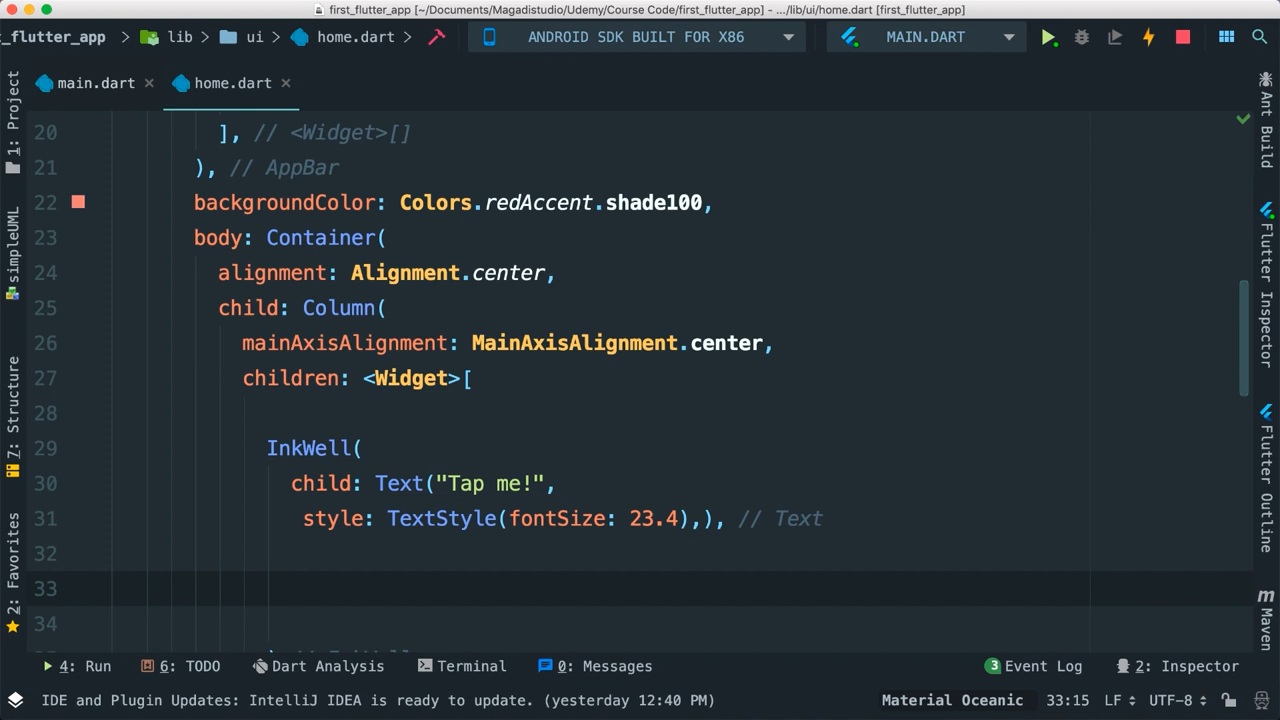 first_flutter_app [~/Documents/Magadistudio/Udemy/Course Code/first_flutter_app] - .../lib/ui/home.dart [first_flutter_app]
t_flutter_app lib ui home.dart ANDROID SDK BUILT FOR X86 MAIN.DART
main.dart home.dart
1: Project
simpleUML
7: Structure
2: Favorites
20 ], // <Widget>[]
21 ), // AppBar
22 backgroundColor: Colors.redAccent.shade100,
23 body: Container(
24 alignment: Alignment.center,
25 child: Column(
26 mainAxisAlignment: MainAxisAlignment.center,
27 children: <Widget>[
28
29 InkWell(
30 child: Text("Tap me!",
31 style: TextStyle(fontSize: 23.4),), // Text
32
33
34
Ant Build
Flutter Inspector
Flutter Outline
m Maven
4: Run 6: TODO Dart Analysis Terminal 0: Messages 3 Event Log 2: Inspector
IDE and Plugin Updates: IntelliJ IDEA is ready to update. (yesterday 12:40 PM) Material Oceanic 33:15 LF UTF-8